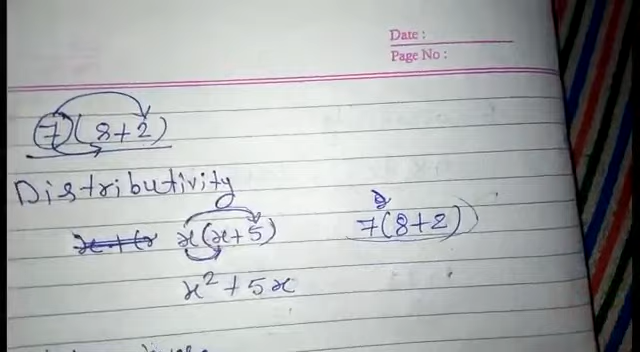 Date :
Page No :
7(8+2)
Distributivity
x(x+5)
7(8+2)
x² + 5x